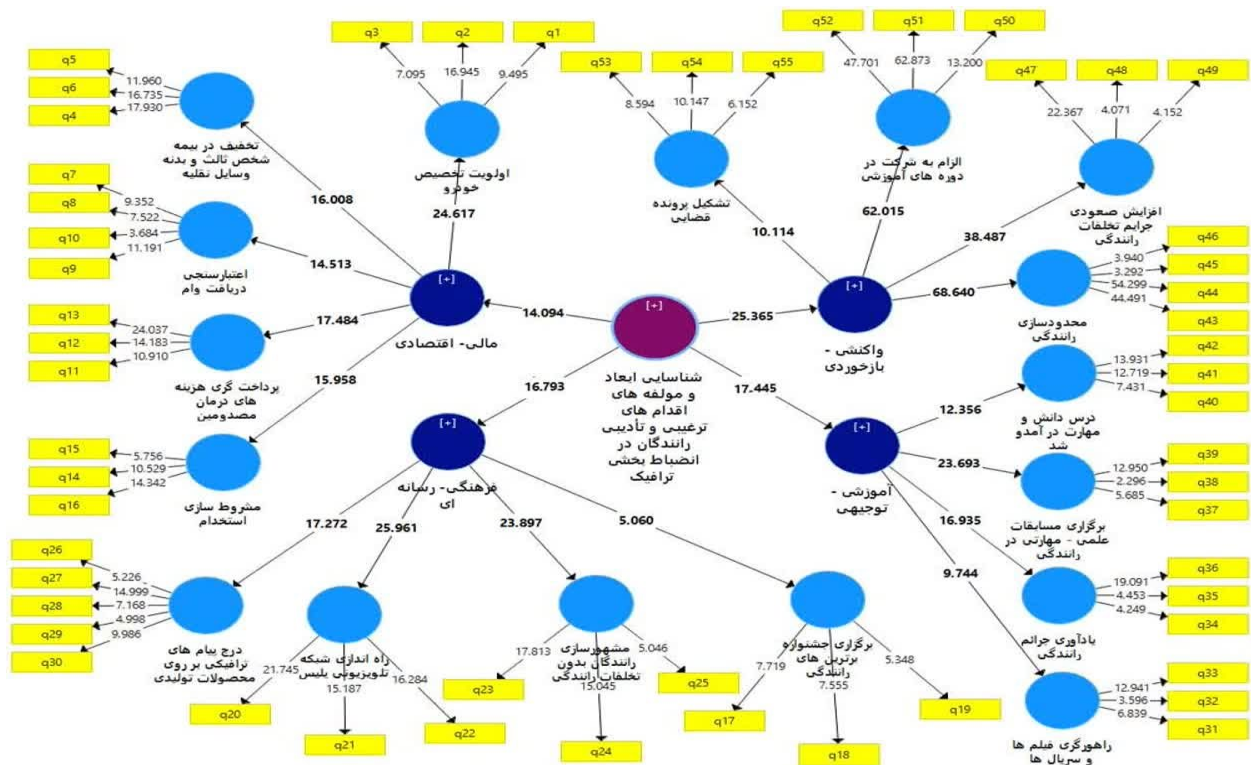 q3
q2
q1
7.095
16.945
9.495
q5
q6
q4
11.960
16.735
17.930
تخفیف در بیمه
شخص ثالث و بدنه
وسایل نقلیه
اولویت تخصیص
خودرو
16.008
24.617
q7
q8
q10
q9
9.352
7.522
3.684
11.191
اعتبارسنجی
دریافت وام
14.513
q13
q12
q11
24.037
14.183
10.910
پرداخت گری هزینه
های درمان
مصدومین
17.484
q15
q14
q16
5.756
10.529
14.342
مشروط سازی
استخدام
15.958
[+]
مالی- اقتصادی
14.094
q53
q54
q55
8.594
10.147
6.152
تشکیل پرونده
قضایی
10.114
q52
q51
q50
47.701
62.873
13.200
الزام به شرکت در
دوره های آموزشی
62.015
q47
q48
q49
22.367
4.071
4.152
افزایش صعودی
جرایم تخلفات
رانندگی
38.487
q46
q45
q44
q43
3.940
3.292
54.299
44.491
محدودسازی
رانندگی
68.640
[+]
واکنشی -
بازخوردی
25.365
[+]
شناسایی ابعاد
و مولفه های
اقدام های
ترغیبی و تأدیبی
رانندگان در
انضباط بخشی
ترافیک
16.793
17.445
q42
q41
q40
13.931
12.719
7.431
درس دانش و
مهارت در آمدو
شد
12.356
q39
q38
q37
12.950
2.296
5.685
برگزاری مسابقات
علمی - مهارتی در
رانندگی
23.693
[+]
آموزشی -
توجیهی
q36
q35
q34
19.091
4.453
4.249
یادآوری جرائم
رانندگی
16.935
q33
q32
q31
12.941
3.596
6.839
راهورگری فیلم ها
و سریال ها
9.744
[+]
فرهنگی- رسانه
ای
17.272
25.961
23.897
5.060
q26
q27
q28
q29
q30
5.226
14.999
7.168
4.998
9.986
درج پیام های
ترافیکی بر روی
محصولات تولیدی
راه اندازی شبکه
تلویزیونی پلیس
21.745
15.187
16.284
q20
q21
q22
مشهورسازی
رانندگان بدون
تخلفات رانندگی
17.813
15.045
5.046
q23
q24
q25
برگزاری جشنواره
برترین های
رانندگی
7.719
7.555
5.348
q17
q18
q19